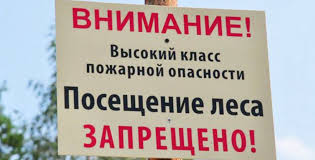 ВНИМАНИЕ!
Высокий класс
пожарной опасности
Посещение леса
ЗАПРЕЩЕНО!